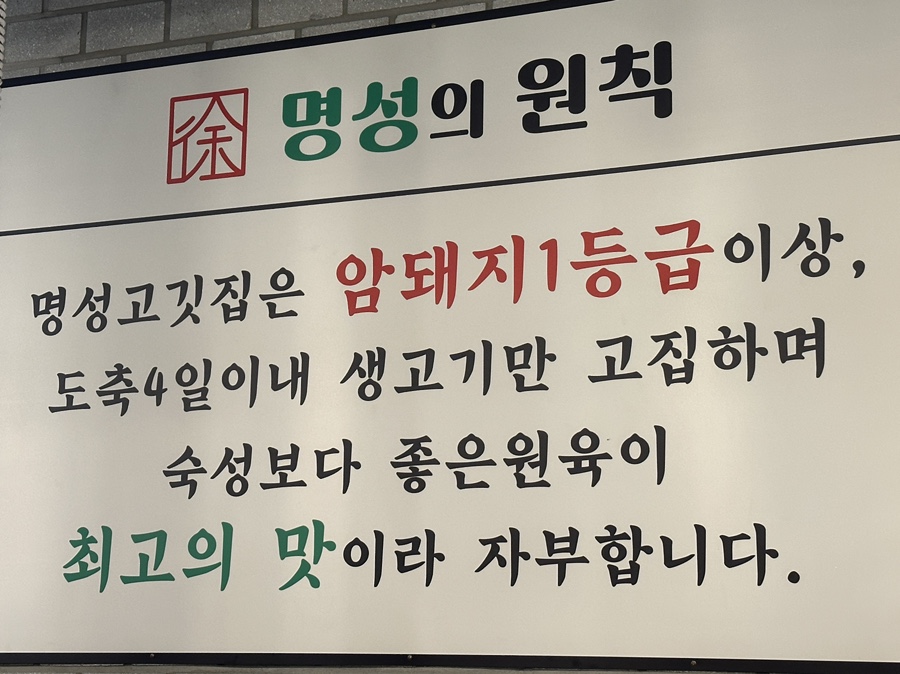 徐 명성의 원칙
명성고깃집은 암돼지1등급이상,
도축4일이내 생고기만 고집하며
숙성보다 좋은원육이
최고의 맛이라 자부합니다.